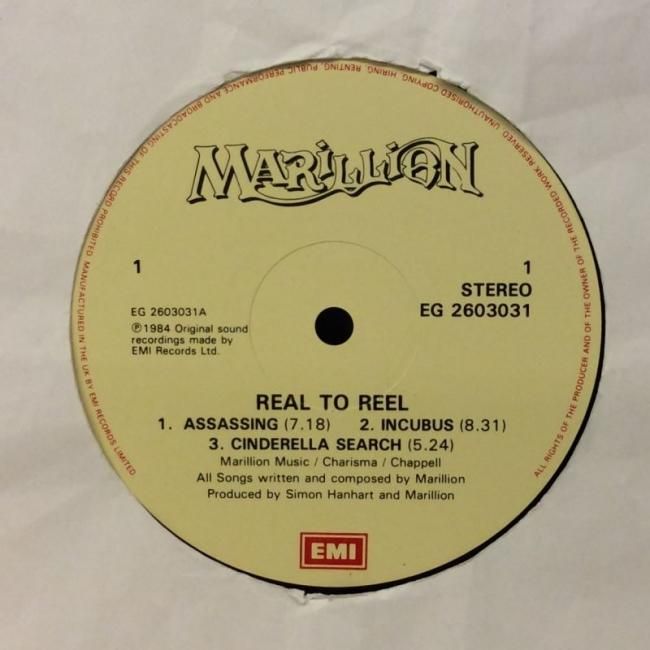 MARILLION
1
1
STEREO
EG 2603031A
EG 2603031
℗1984 Original sound
recordings made by
EMI Records Ltd.
REAL TO REEL
1. ASSASSING (7.18) 2. INCUBUS (8.31)
3. CINDERELLA SEARCH (5.24)
Marillion Music / Charisma / Chappell
All Songs written and composed by Marillion
Produced by Simon Hanhart and Marillion
EMI
ALL RIGHTS OF THE PRODUCER AND OF THE OWNER OF THE RECORDED WORK RESERVED. UNAUTHORISED COPYING, HIRING, RENTING, PUBLIC PERFORMANCE AND BROADCASTING OF THIS RECORD PROHIBITED. MANUFACTURED IN THE UK BY EMI RECORDS LIMITED